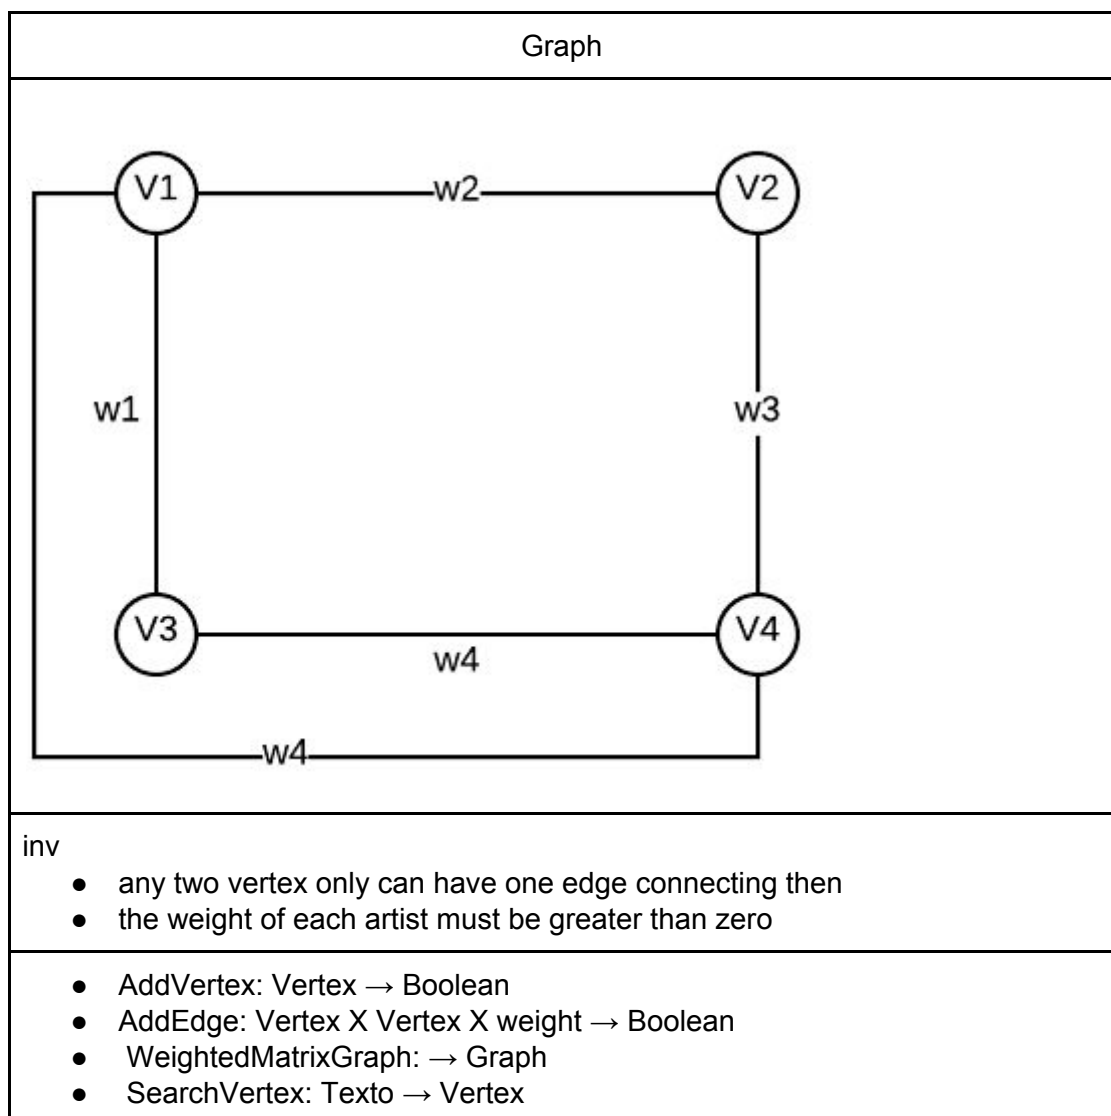 Graph
V1
w2
V2
w1
w3
V3
w4
V4
w4
inv
● any two vertex only can have one edge connecting then
● the weight of each artist must be greater than zero
● AddVertex: Vertex → Boolean
● AddEdge: Vertex X Vertex X weight → Boolean
● WeightedMatrixGraph: → Graph
● SearchVertex: Texto → Vertex